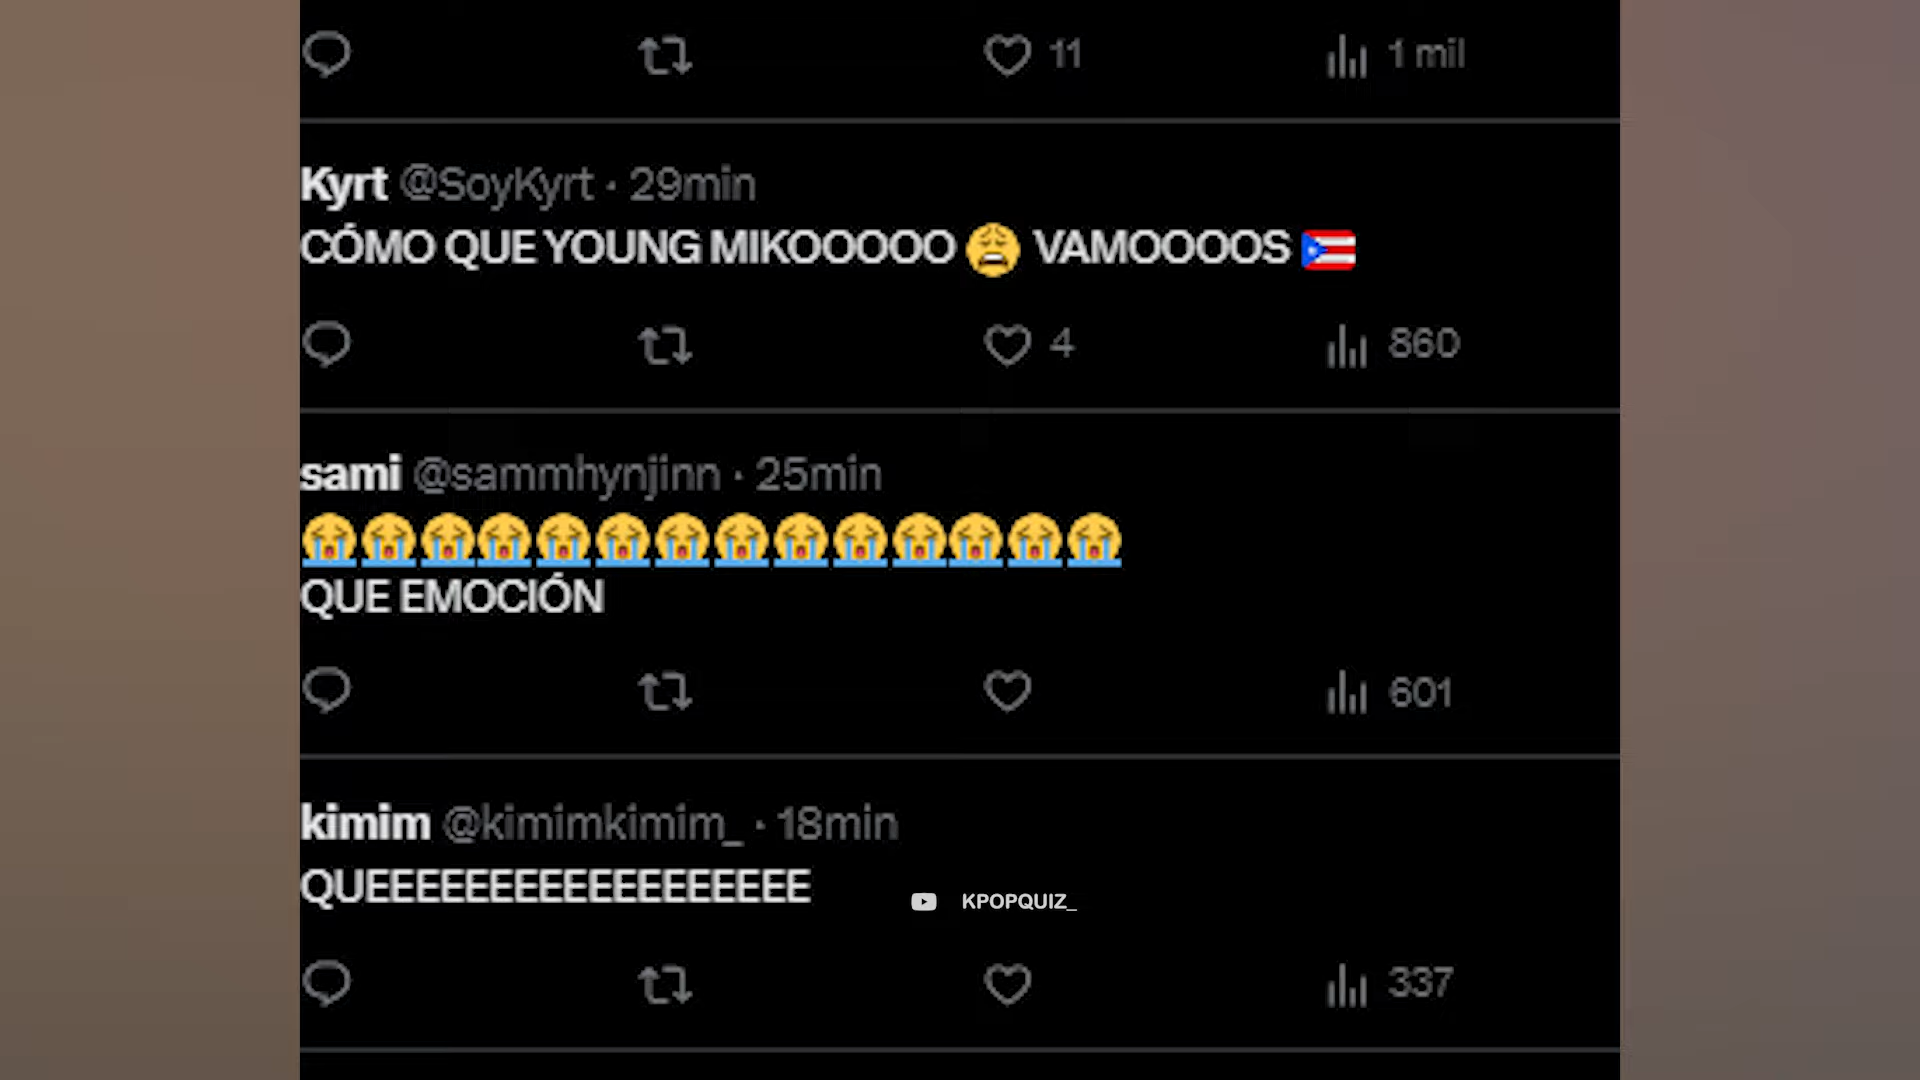 11 1 mil
Kyrt @SoyKyrt · 29min
CÓMO QUE YOUNG MIKOOOOO 😩 VAMOOOOS 🇵🇷
4 860
sami @sammhynjinn · 25min
😭😭😭😭😭😭😭😭😭😭😭😭😭😭
QUE EMOCIÓN
601
kimim @kimimkimim_ · 18min
QUEEEEEEEEEEEEEEEEEE
KPOPQUIZ_
337